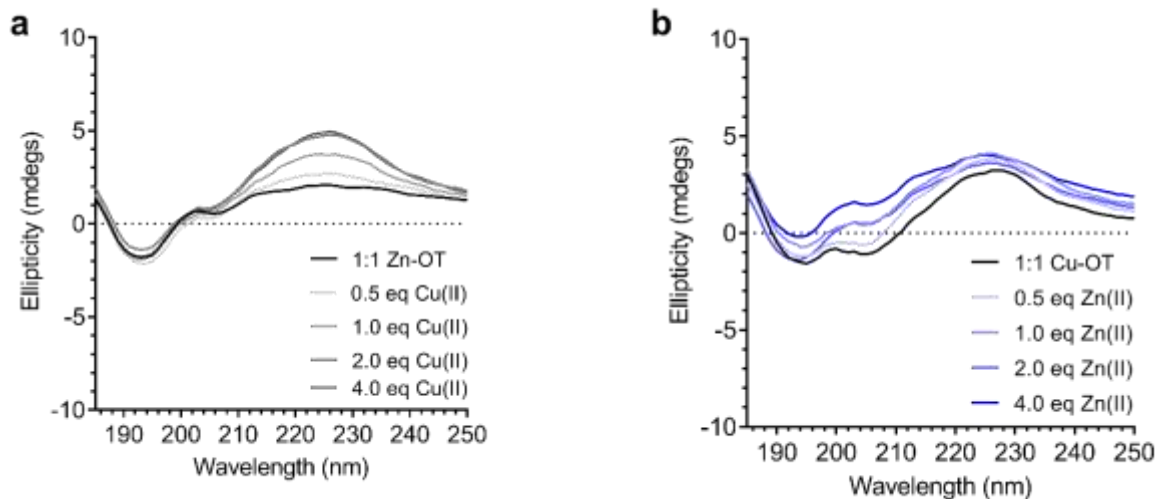 a
10
5
0
-5
-10
Ellipticity (mdegs)
1:1 Zn-OT
0.5 eq Cu(II)
1.0 eq Cu(II)
2.0 eq Cu(II)
4.0 eq Cu(II)
190 200 210 220 230 240 250
Wavelength (nm)
b
10
5
0
-5
-10
Ellipticity (mdegs)
1:1 Cu-OT
0.5 eq Zn(II)
1.0 eq Zn(II)
2.0 eq Zn(II)
4.0 eq Zn(II)
190 200 210 220 230 240 250
Wavelength (nm)